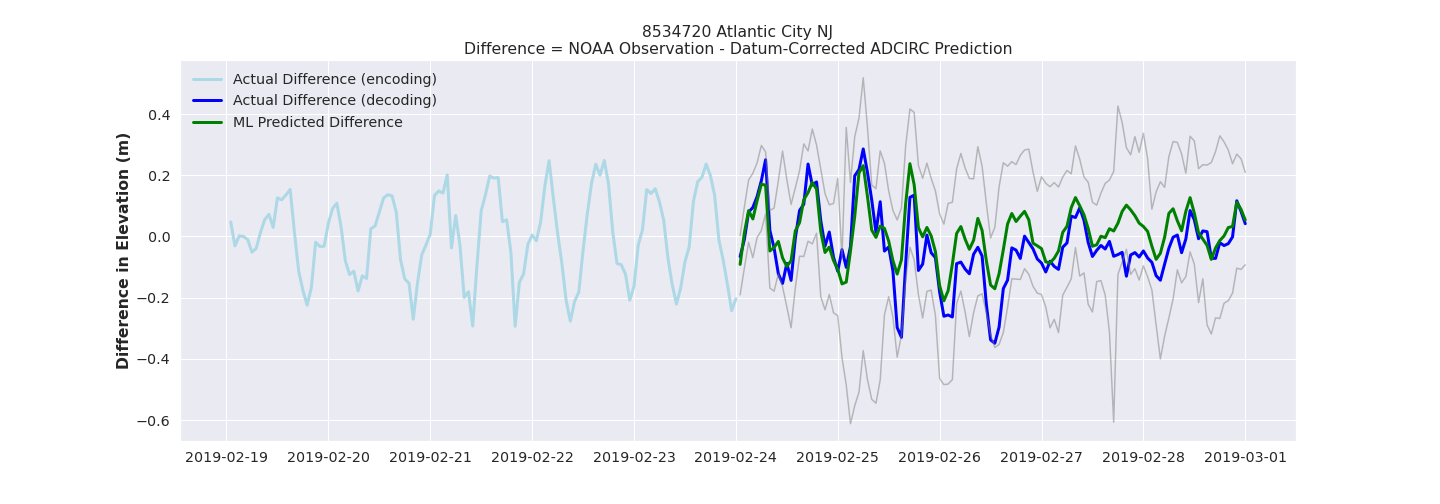 8534720 Atlantic City NJ
Difference = NOAA Observation - Datum-Corrected ADCIRC Prediction
Actual Difference (encoding)
Actual Difference (decoding)
ML Predicted Difference
Difference in Elevation (m)
0.4
0.2
0.0
−0.2
−0.4
−0.6
2019-02-19 2019-02-20 2019-02-21 2019-02-22 2019-02-23 2019-02-24 2019-02-25 2019-02-26 2019-02-27 2019-02-28 2019-03-01